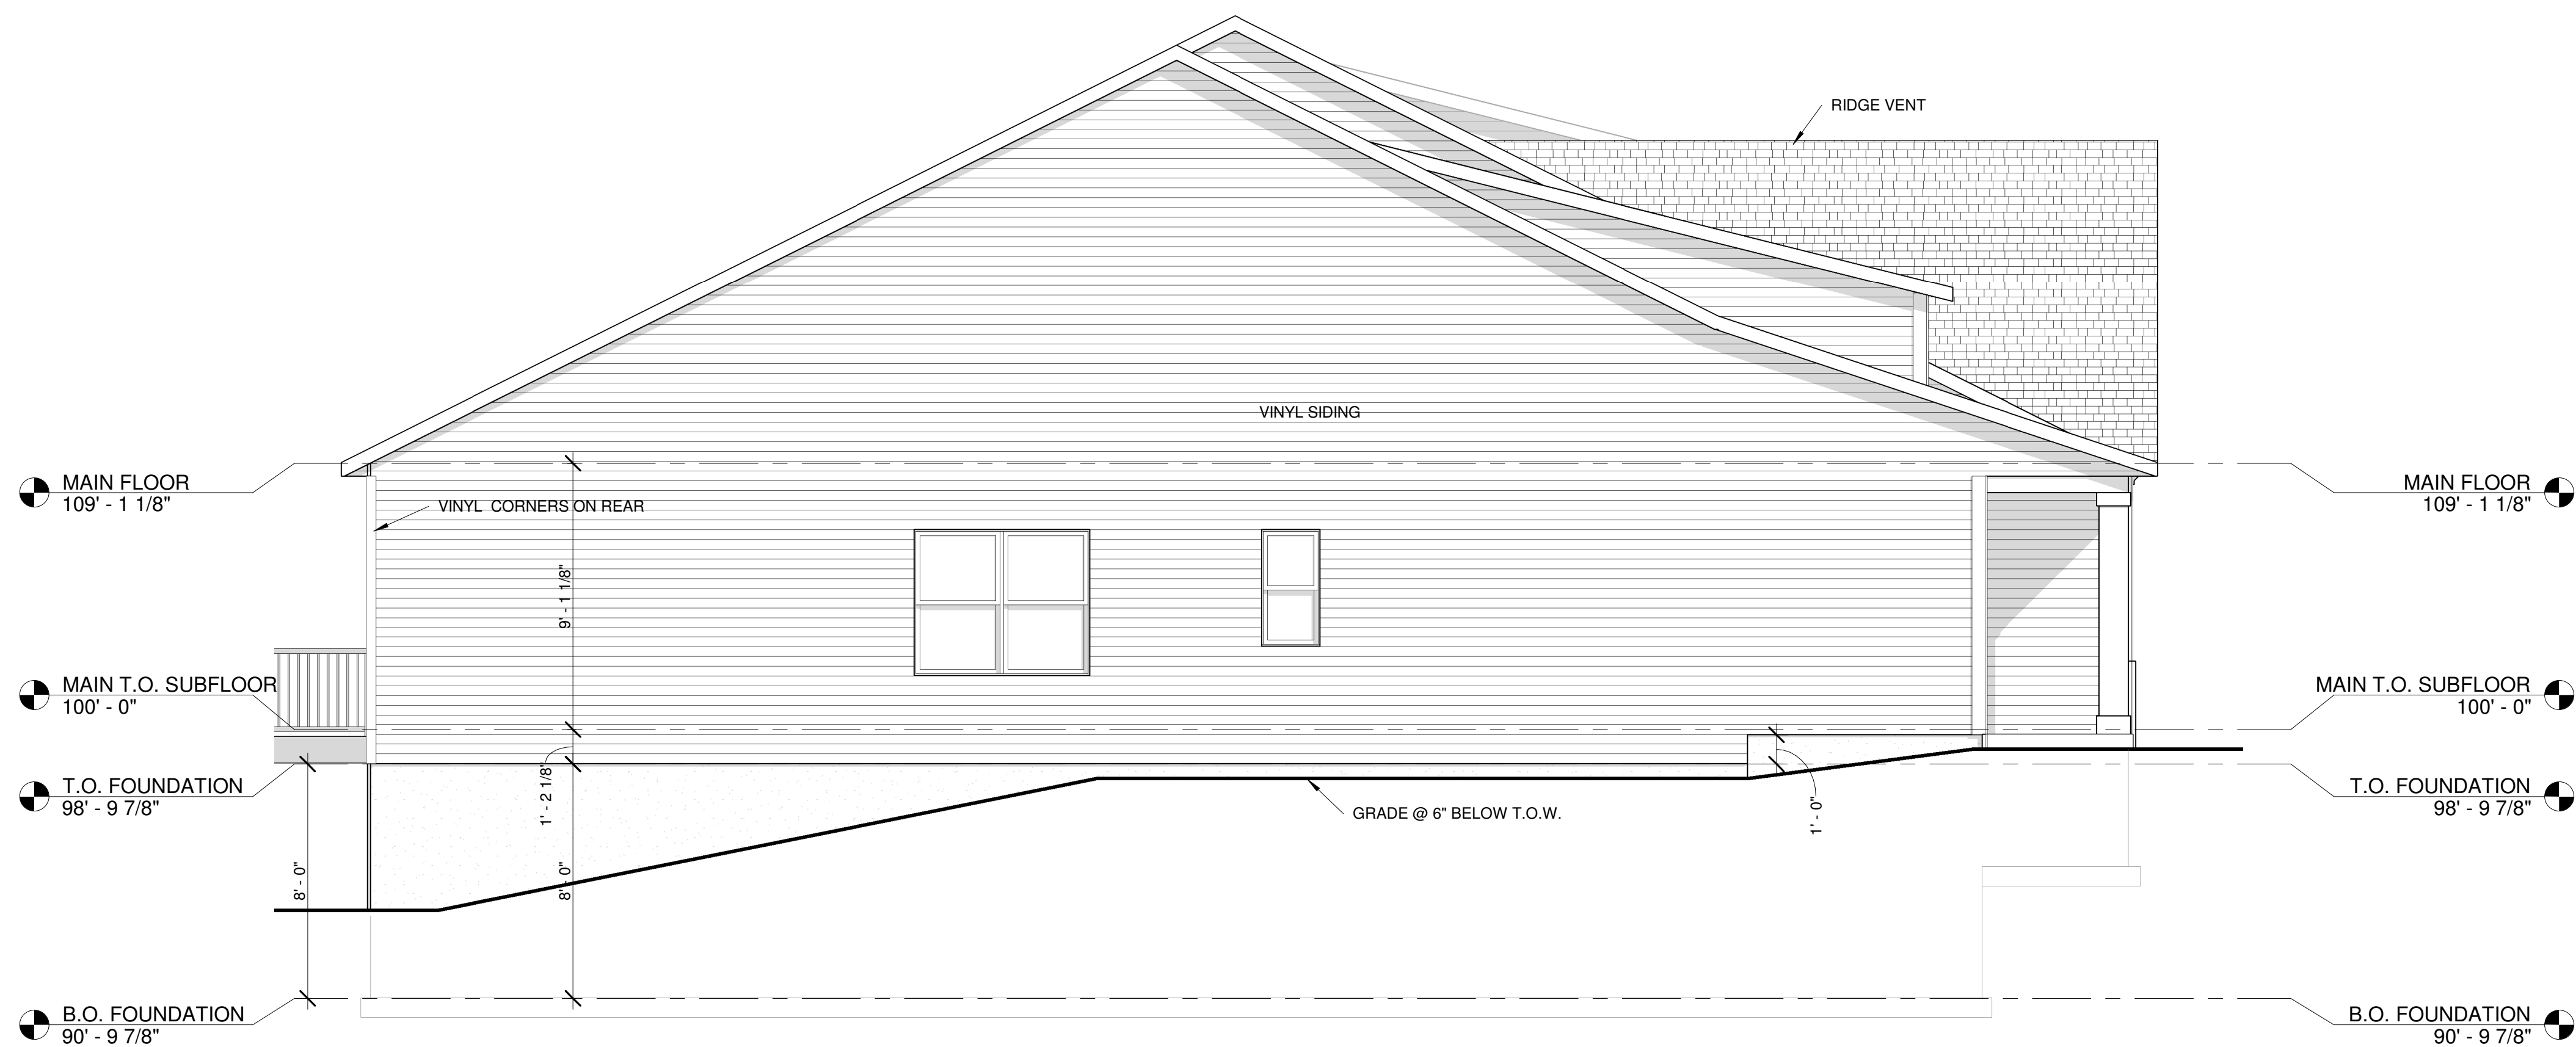 RIDGE VENT
VINYL SIDING
MAIN FLOOR
109' - 1 1/8"
MAIN FLOOR
109' - 1 1/8"
VINYL CORNERS ON REAR
9' - 1 1/8"
MAIN T.O. SUBFLOOR
100' - 0"
MAIN T.O. SUBFLOOR
100' - 0"
T.O. FOUNDATION
98' - 9 7/8"
1' - 2 1/8"
GRADE @ 6" BELOW T.O.W.
1' - 0"
T.O. FOUNDATION
98' - 9 7/8"
8' - 0"
8' - 0"
B.O. FOUNDATION
90' - 9 7/8"
B.O. FOUNDATION
90' - 9 7/8"